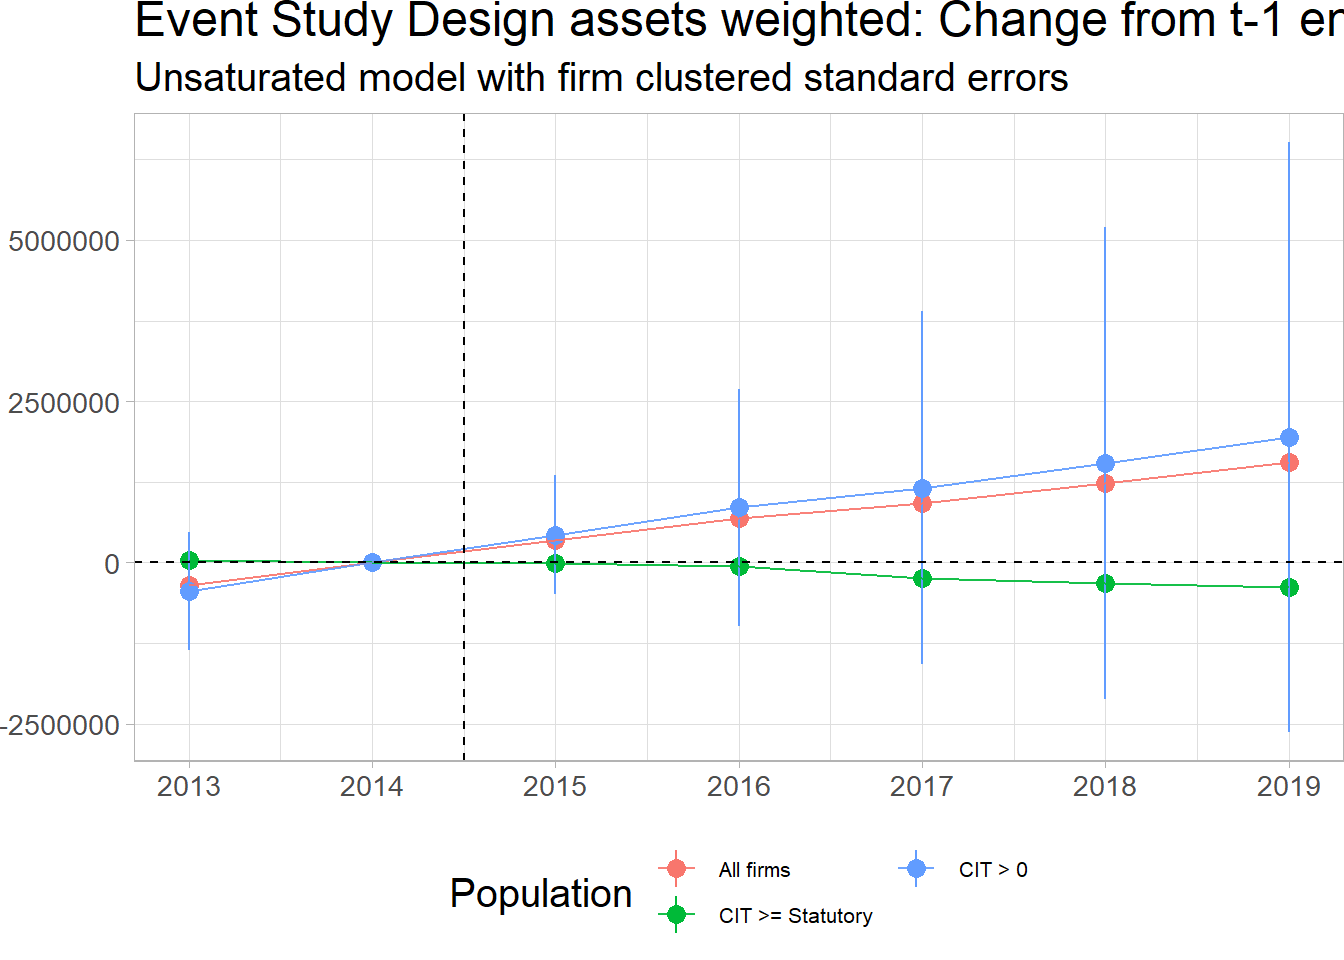 Event Study Design assets weighted: Change from t-1 en
Unsaturated model with firm clustered standard errors
5000000
2500000
0
-2500000
2013 2014 2015 2016 2017 2018 2019
Population
All firms
CIT > 0
CIT >= Statutory